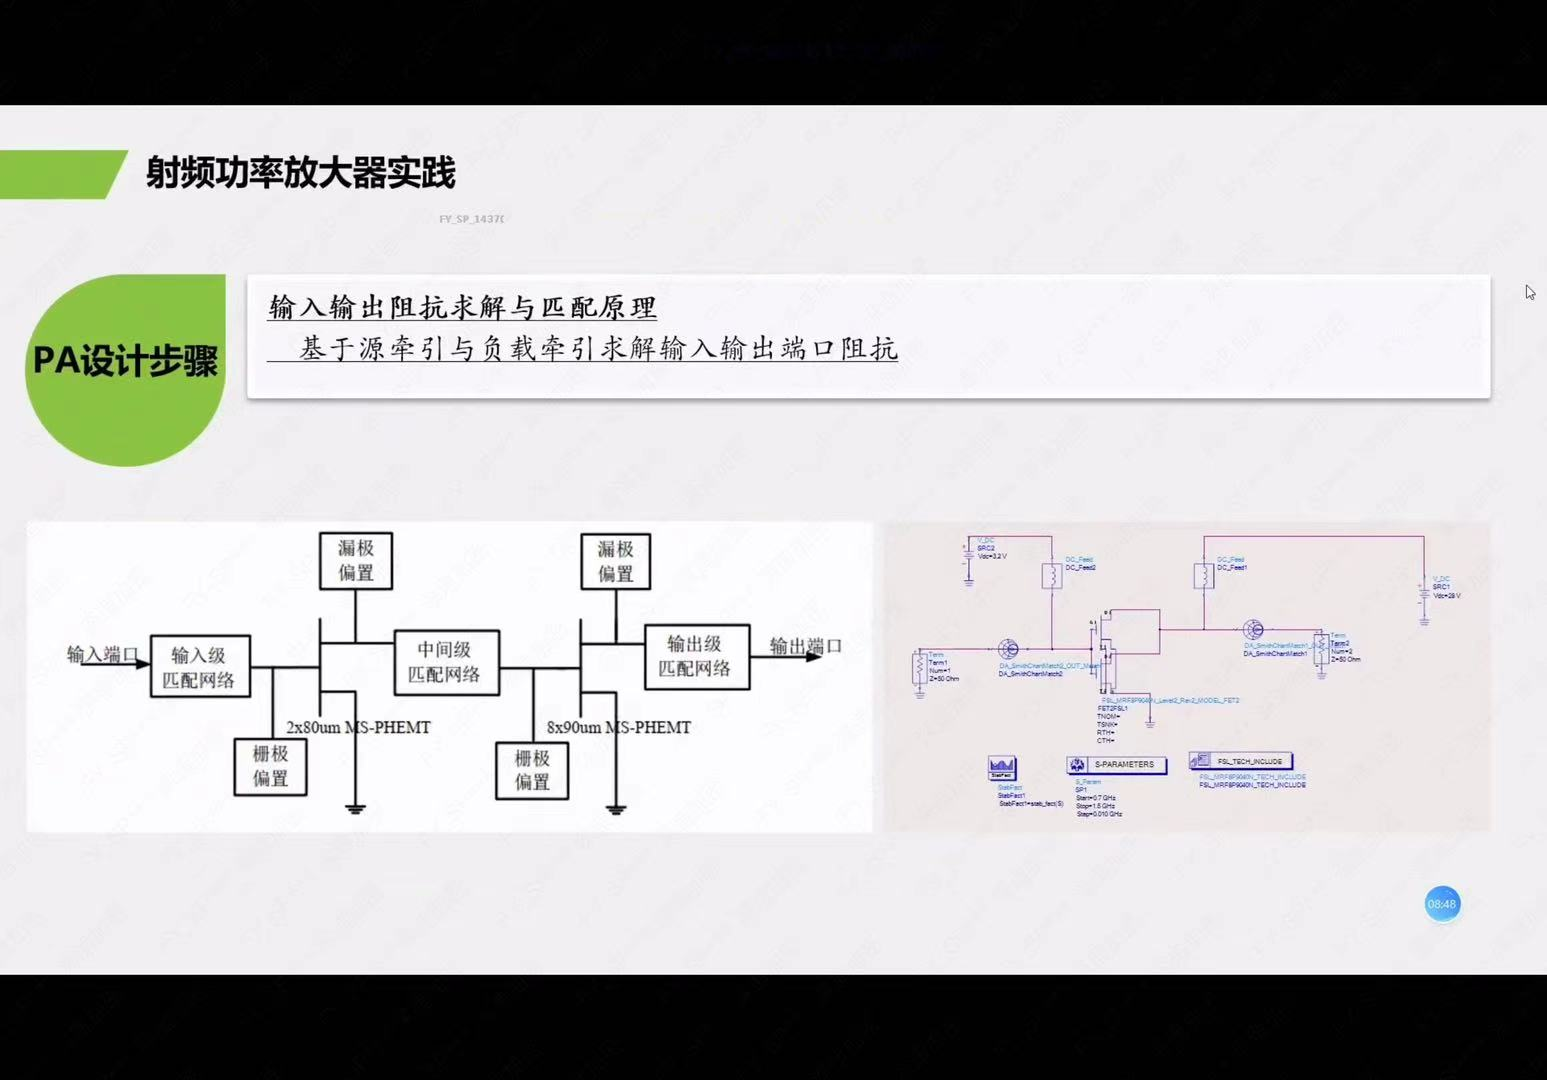 射频功率放大器实践
FY_SP_1437
PA设计步骤
输入输出阻抗求解与匹配原理
基于源牵引与负载牵引求解输入输出端口阻抗
漏极
偏置
漏极
偏置
输入端口
输入级
匹配网络
中间级
匹配网络
输出级
匹配网络
输出端口
2x80um MS-PHEMT
8x90um MS-PHEMT
栅极
偏置
栅极
偏置
V_DC
SRC2
Vdc=3.2 V
DC_Feed
DC_Feed2
DC_Feed
DC_Feed1
V_DC
SRC1
Vdc=28 V
Term
Term1
Num=1
Z=50 Ohm
DA_SmithChartMatch2
DA_SmithChartMatch1
Term
Term2
Num=2
Z=50 Ohm
FSL_MRF8P9040N_Level2_Rev2_MODEL_FET2
FET2FSL1
TNOM=
TSNK=
RTH=
CTH=
StabFact
StabFact
StabFact1
StabFact1=stab_fact(S)
S-PARAMETERS
S_Param
SP1
Start=0.7 GHz
Stop=1.5 GHz
Step=0.010 GHz
FSL_TECH_INCLUDE
FSL_MRF8P9040N_TECH_INCLUDE
FSL_MRF8P9040N_TECH_INCLUDE
08:48